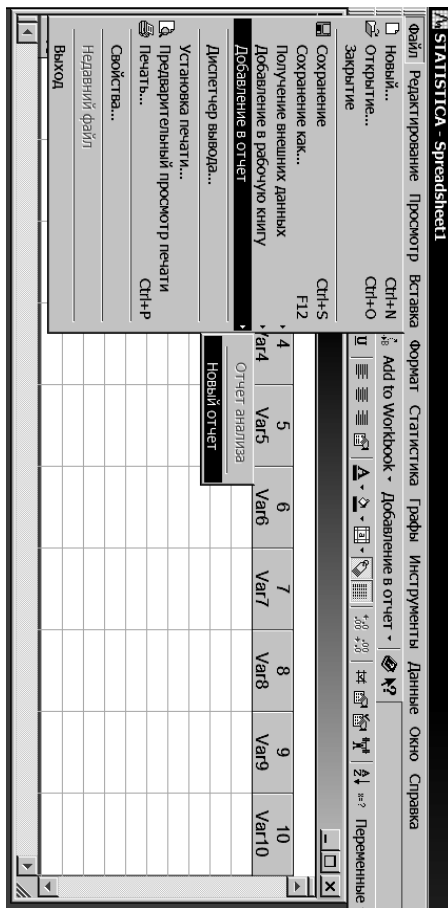 STATISTICA - Spreadsheet1
Файл Редактирование Просмотр Вставка Формат Статистика Графы Инструменты Данные Окно Справка
Add to Workbook Добавление в отчет
Переменные
Новый... Ctrl+N
Открытие... Ctrl+O
Закрытие
Сохранение Ctrl+S
Сохранение как... F12
Получение внешних данных
Добавление в рабочую книгу
Добавление в отчет
Диспетчер вывода...
Установка печати...
Предварительный просмотр печати
Печать... Ctrl+P
Свойства...
Недавний файл
Выход
Отчет анализа
Новый отчет
4 5 6 7 8 9 10
Var4 Var5 Var6 Var7 Var8 Var9 Var10